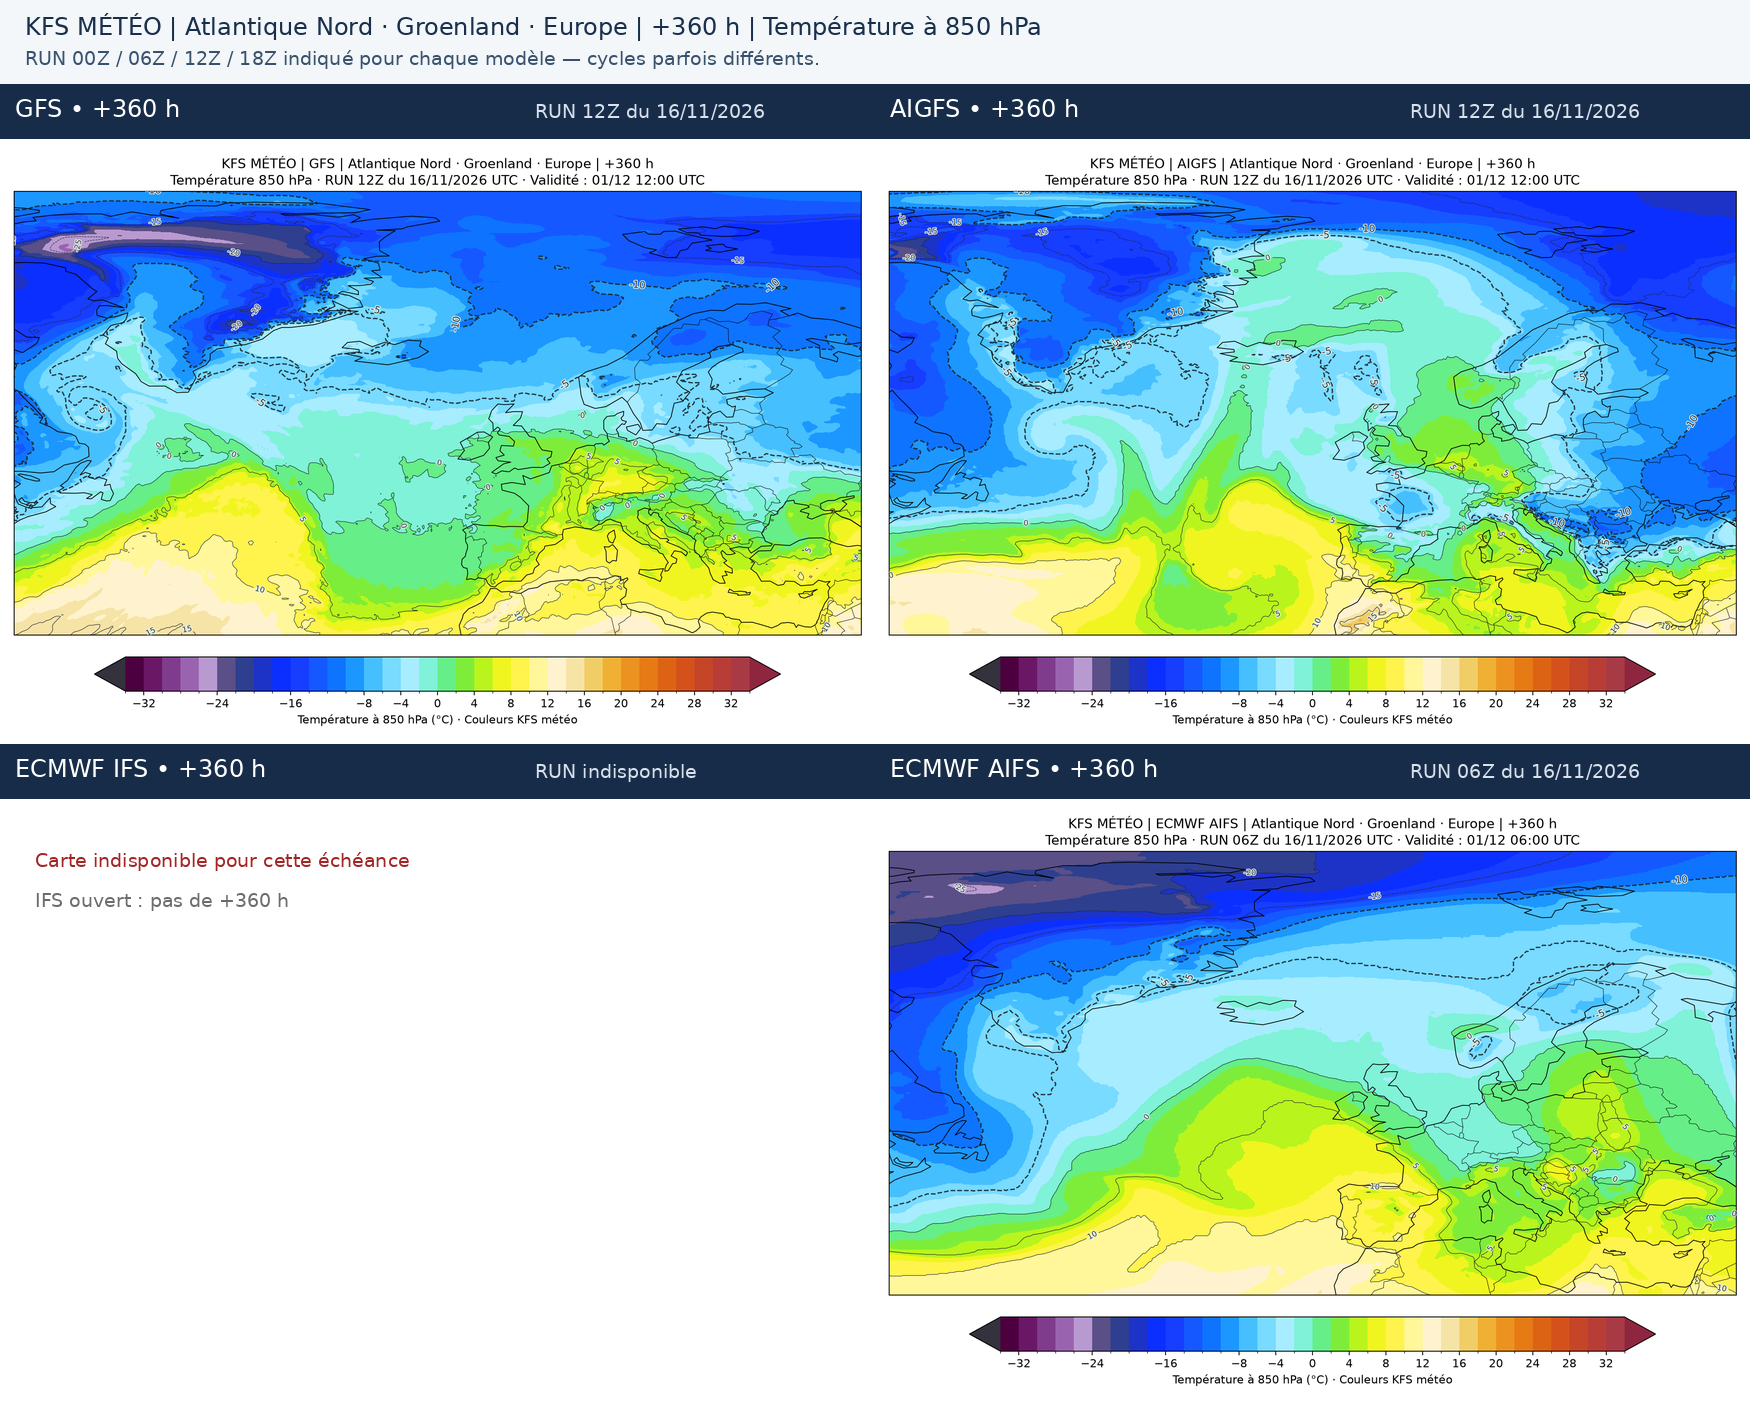 KFS MÉTÉO | Atlantique Nord · Groenland · Europe | +360 h | Température à 850 hPa
RUN 00Z / 06Z / 12Z / 18Z indiqué pour chaque modèle — cycles parfois différents.
GFS • +360 h
RUN 12Z du 16/11/2026
KFS MÉTÉO | GFS | Atlantique Nord · Groenland · Europe | +360 h
Température 850 hPa · RUN 12Z du 16/11/2026 UTC · Validité : 01/12 12:00 UTC
−32 −24 −16 −8 −4 0 4 8 12 16 20 24 28 32
Température à 850 hPa (°C) · Couleurs KFS météo
AIGFS • +360 h
RUN 12Z du 16/11/2026
KFS MÉTÉO | AIGFS | Atlantique Nord · Groenland · Europe | +360 h
Température 850 hPa · RUN 12Z du 16/11/2026 UTC · Validité : 01/12 12:00 UTC
−32 −24 −16 −8 −4 0 4 8 12 16 20 24 28 32
Température à 850 hPa (°C) · Couleurs KFS météo
ECMWF IFS • +360 h
RUN indisponible
Carte indisponible pour cette échéance
IFS ouvert : pas de +360 h
ECMWF AIFS • +360 h
RUN 06Z du 16/11/2026
KFS MÉTÉO | ECMWF AIFS | Atlantique Nord · Groenland · Europe | +360 h
Température 850 hPa · RUN 06Z du 16/11/2026 UTC · Validité : 01/12 06:00 UTC
−32 −24 −16 −8 −4 0 4 8 12 16 20 24 28 32
Température à 850 hPa (°C) · Couleurs KFS météo